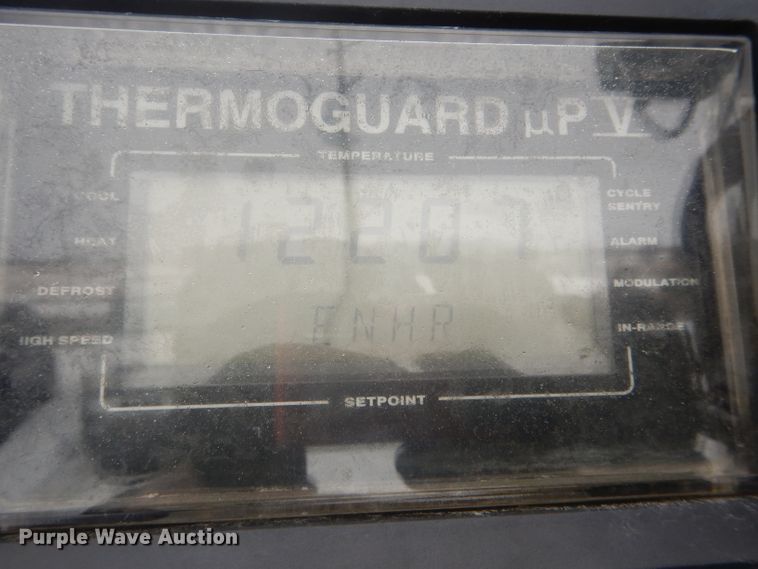 THERMOGUARD µP V
TEMPERATURE
COOL
CYCLE SENTRY
12207
HEAT
ALARM
DEFROST
MODULATION
ENHR
HIGH SPEED
IN-RANGE
SETPOINT
Purple Wave Auction